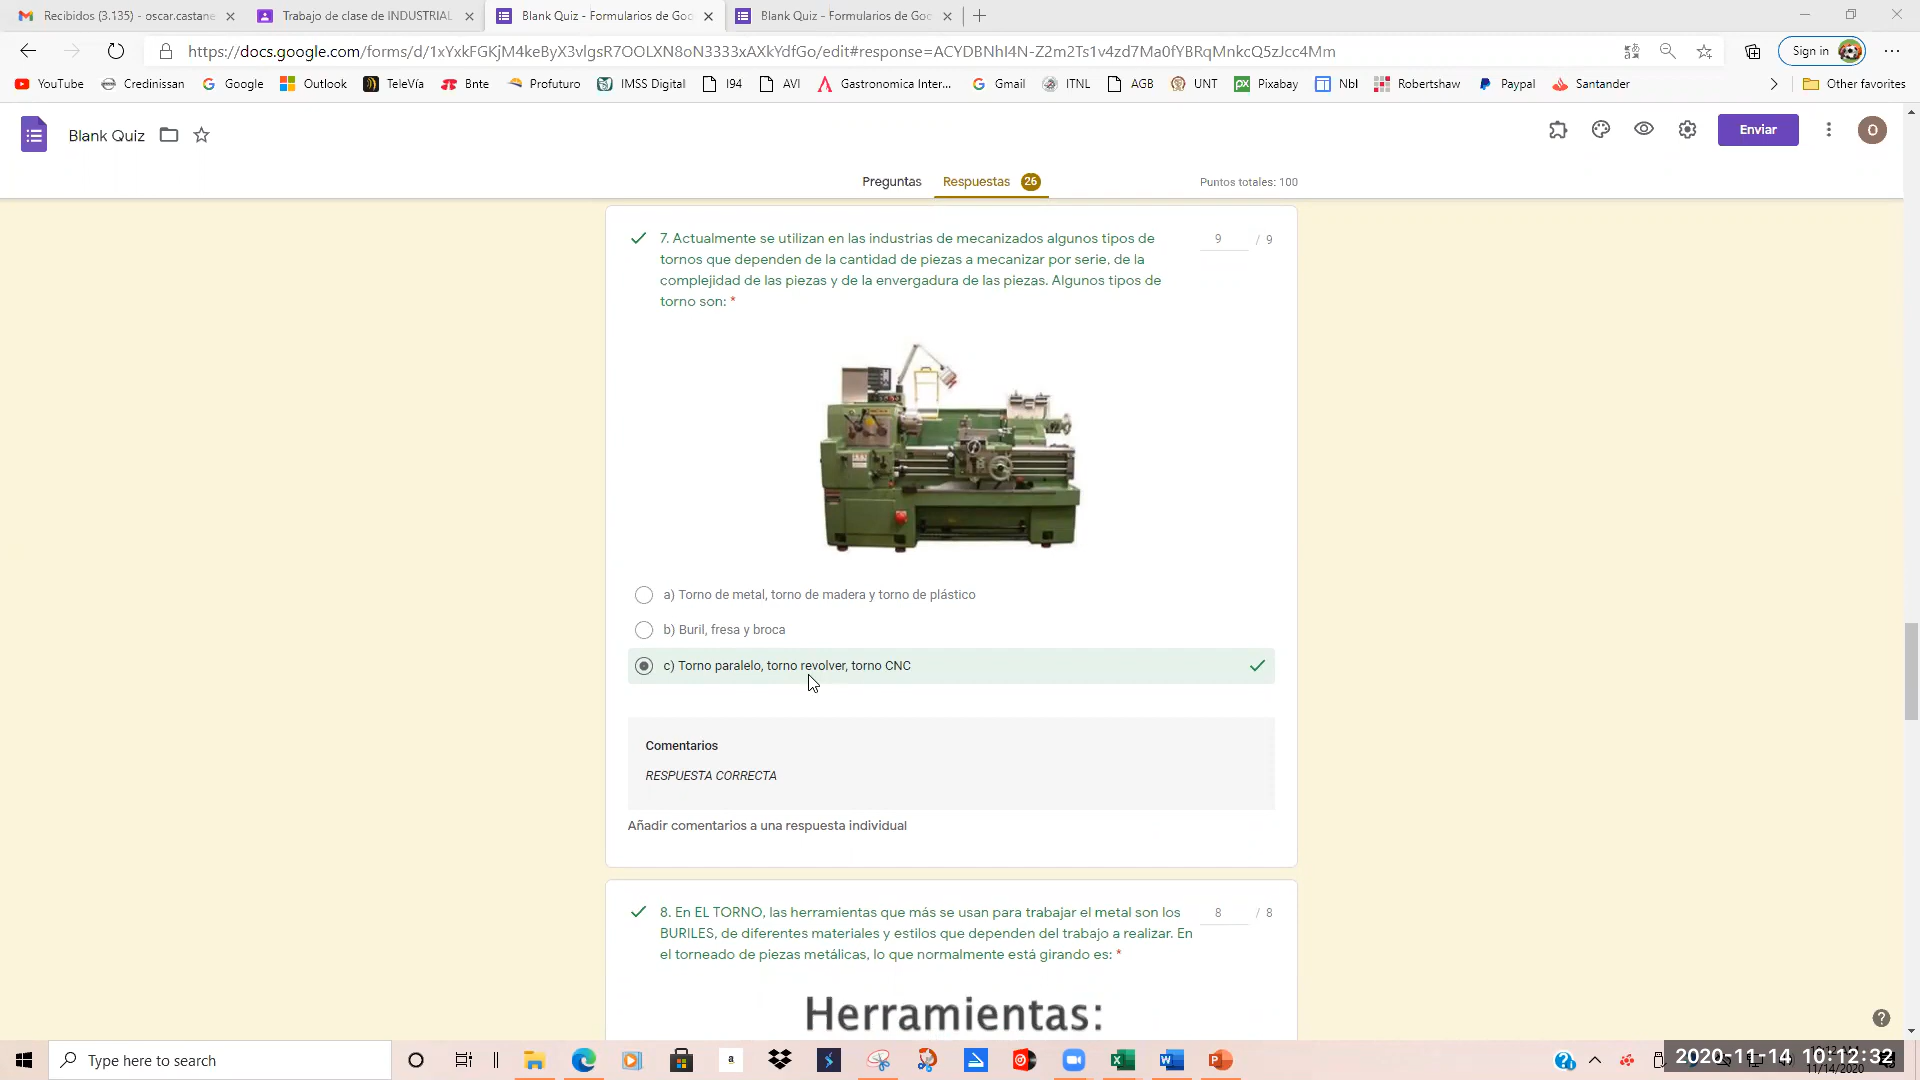 Recibidos (3.135) - oscar.castane
Trabajo de clase de INDUSTRIAL
Blank Quiz - Formularios de Goo
Blank Quiz - Formularios de Goo
https://docs.google.com/forms/d/1xYxkFGKjM4keByX3vlgsR7OOLXN8oN3333xAXkYdfGo/edit#response=ACYDBNhI4N-Z2m2Ts1v4zd7Ma0fYBRqMnkcQ5zJcc4Mm
Sign in
YouTube
Credinissan
Google
Outlook
TeleVía
Bnte
Profuturo
IMSS Digital
I94
AVI
Gastronomica Inter...
Gmail
ITNL
AGB
UNT
Pixabay
Nbl
Robertshaw
Paypal
Santander
Other favorites
Blank Quiz
Enviar
O
Preguntas
Respuestas 26
Puntos totales: 100
7. Actualmente se utilizan en las industrias de mecanizados algunos tipos de
tornos que dependen de la cantidad de piezas a mecanizar por serie, de la
complejidad de las piezas y de la envergadura de las piezas. Algunos tipos de
torno son: *
9 / 9
a) Torno de metal, torno de madera y torno de plástico
b) Buril, fresa y broca
c) Torno paralelo, torno revolver, torno CNC
Comentarios
RESPUESTA CORRECTA
Añadir comentarios a una respuesta individual
8. En EL TORNO, las herramientas que más se usan para trabajar el metal son los
BURILES, de diferentes materiales y estilos que dependen del trabajo a realizar. En
el torneado de piezas metálicas, lo que normalmente está girando es: *
8 / 8
Herramientas:
Type here to search
2020-11-14 10:12:32
11/14/2020